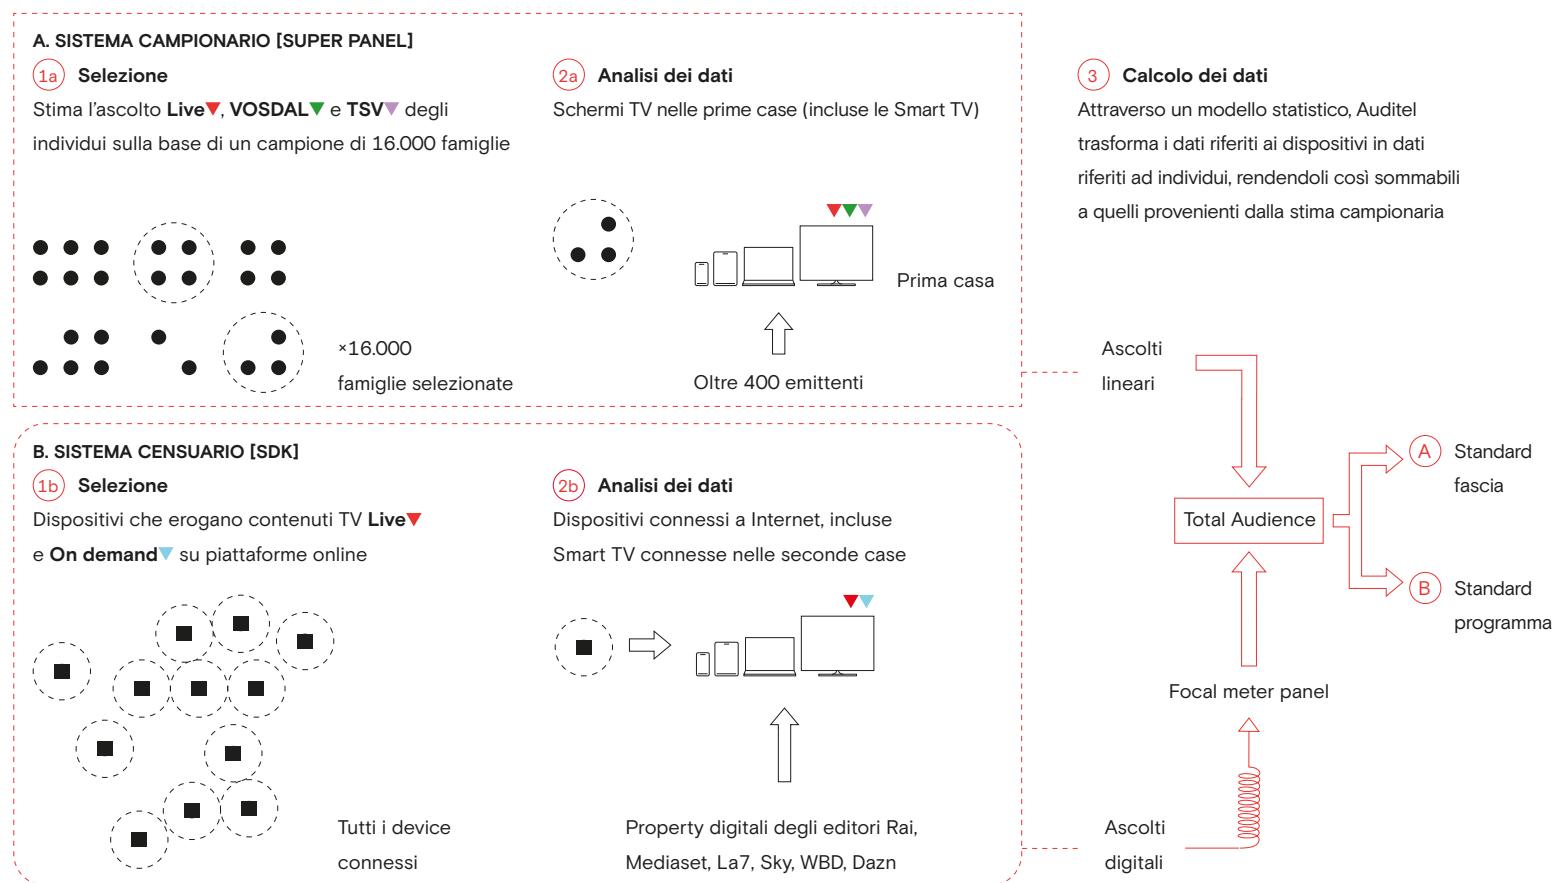 A. SISTEMA CAMPIONARIO [SUPER PANEL]
1a Selezione
Stima l'ascolto Live, VOSDAL e TSV degli
individui sulla base di un campione di 16.000 famiglie
×16.000
famiglie selezionate
2a Analisi dei dati
Schermi TV nelle prime case (incluse le Smart TV)
Prima casa
Oltre 400 emittenti
B. SISTEMA CENSUARIO [SDK]
1b Selezione
Dispositivi che erogano contenuti TV Live
e On demand su piattaforme online
Tutti i device
connessi
2b Analisi dei dati
Dispositivi connessi a Internet, incluse
Smart TV connesse nelle seconde case
Property digitali degli editori Rai,
Mediaset, La7, Sky, WBD, Dazn
3 Calcolo dei dati
Attraverso un modello statistico, Auditel
trasforma i dati riferiti ai dispositivi in dati
riferiti ad individui, rendendoli così sommabili
a quelli provenienti dalla stima campionaria
Ascolti
lineari
Total Audience
A Standard
fascia
B Standard
programma
Focal meter panel
Ascolti
digitali